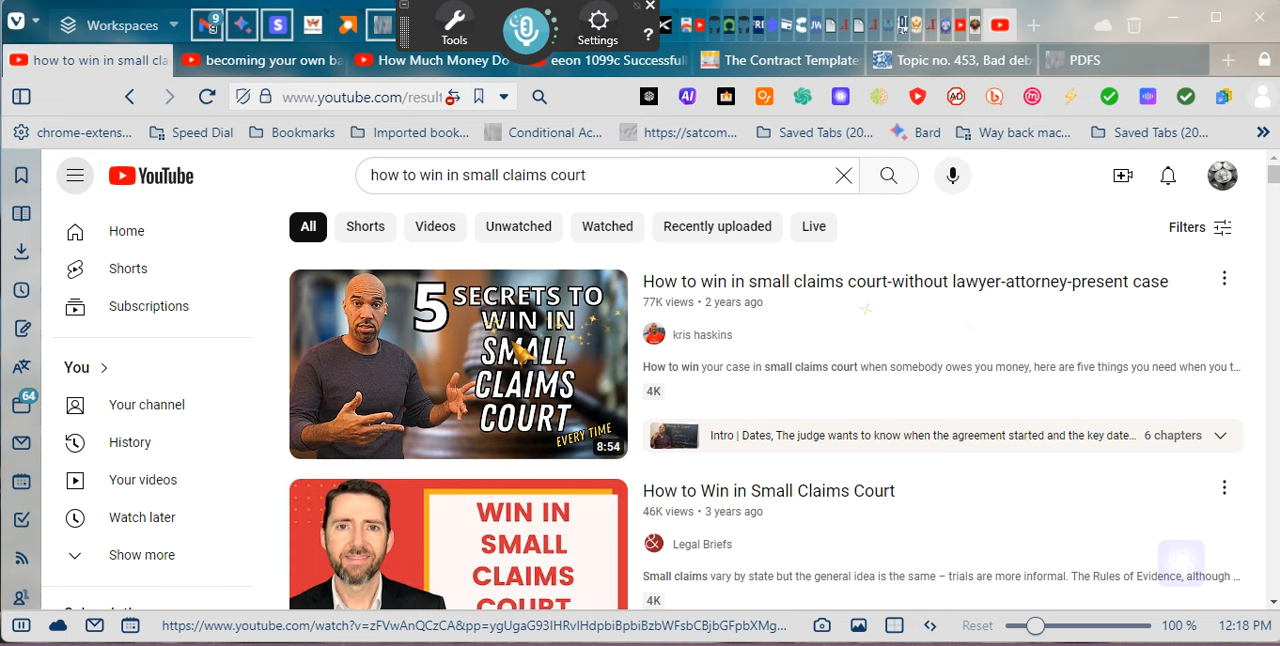 Workspaces
9
S
Tools
Settings
?
how to win in small cla
becoming your own ba
How Much Money Do
eeon 1099c Successful
The Contract Template
Topic no. 453, Bad deb
PDFS
www.youtube.com/result
AI
chrome-exten...
Speed Dial
Bookmarks
Imported book...
Conditional Ac...
https://satcom...
Saved Tabs (20...
Bard
Way back mac...
Saved Tabs (20...
YouTube
how to win in small claims court
Home
Shorts
Subscriptions
You
Your channel
History
Your videos
Watch later
Show more
64
All
Shorts
Videos
Unwatched
Watched
Recently uploaded
Live
Filters
5 SECRETS TO
WIN IN
SMALL
CLAIMS
COURT
EVERY TIME
8:54
How to win in small claims court-without lawyer-attorney-present case
77K views • 2 years ago
kris haskins
How to win your case in small claims court when somebody owes you money, here are five things you need when you t...
4K
Intro | Dates, The judge wants to know when the agreement started and the key date...
6 chapters
WIN IN
SMALL
CLAIMS
COURT
How to Win in Small Claims Court
46K views • 3 years ago
Legal Briefs
Small claims vary by state but the general idea is the same – trials are more informal. The Rules of Evidence, although ...
4K
https://www.youtube.com/watch?v=zFVwAnQCzCA&pp=ygUgaG93IHRvIHdpbiBpbiBzbWFsbCBjbGFpbXMg...
Reset
100 %
12:18 PM